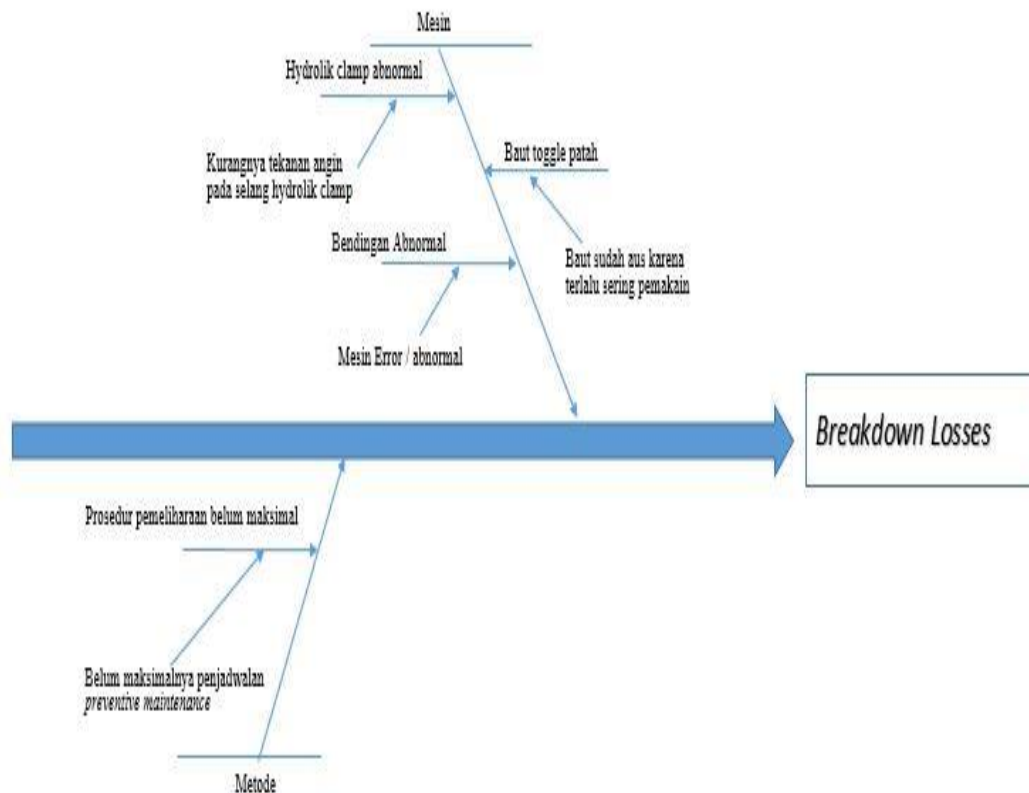 Mesin
Hydrolik clamp abnormal
Kurangnya tekanan angin
pada selang hydrolik clamp
Baut toggle patah
Bendingan Abnormal
Baut sudah aus karena
terlalu sering pemakain
Mesin Error / abnormal
Breakdown Losses
Prosedur pemeliharaan belum maksimal
Belum maksimalnya penjadwalan
preventive maintenance
Metode